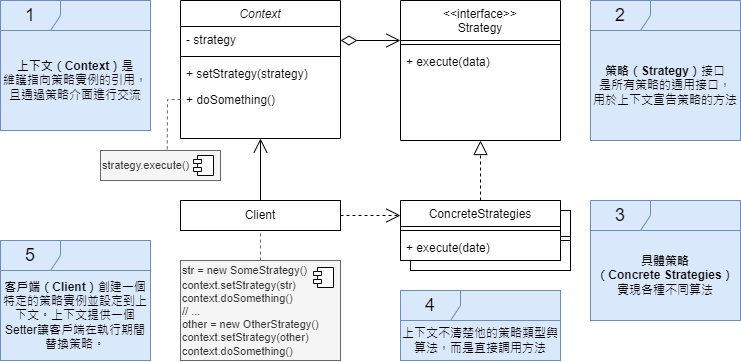 1
上下文（Context）是
維護指向策略實例的引用，
且通過策略介面進行交流
Context
- strategy
+ setStrategy(strategy)
+ doSomething()
strategy.execute()
<<interface>>
Strategy
+ execute(data)
2
策略（Strategy）接口
是所有策略的通用接口，
用於上下文宣告策略的方法
Client
ConcreteStrategies
+ execute(date)
3
具體策略
（Concrete Strategies）
實現各種不同算法
5
客戶端（Client）創建一個
特定的策略實例並設定到上
下文。上下文提供一個
Setter讓客戶端在執行期間
替換策略。
str = new SomeStrategy()
context.setStrategy(str)
context.doSomething()
// ...
other = new OtherStrategy()
context.setStrategy(other)
context.doSomething()
4
上下文不清楚他的策略類型與
算法，而是直接調用方法